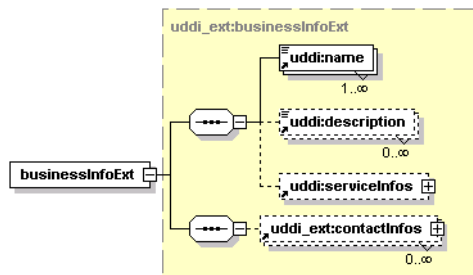 uddi_ext:businessInfoExt
uddi:name
1..∞
uddi:description
0..∞
businessInfoExt
uddi:serviceInfos
uddi_ext:contactInfos
0..∞